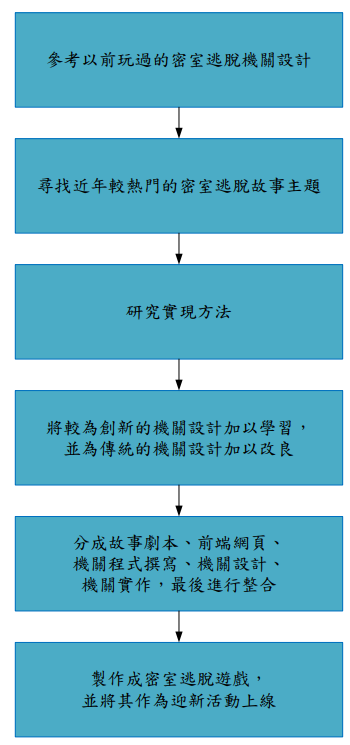 參考以前玩過的密室逃脫機關設計
尋找近年較熱門的密室逃脫故事主題
研究實現方法
將較為創新的機關設計加以學習，
並為傳統的機關設計加以改良
分成故事劇本、前端網頁、
機關程式撰寫、機關設計、
機關實作，最後進行整合
製作成密室逃脫遊戲，
並將其作為迎新活動上線